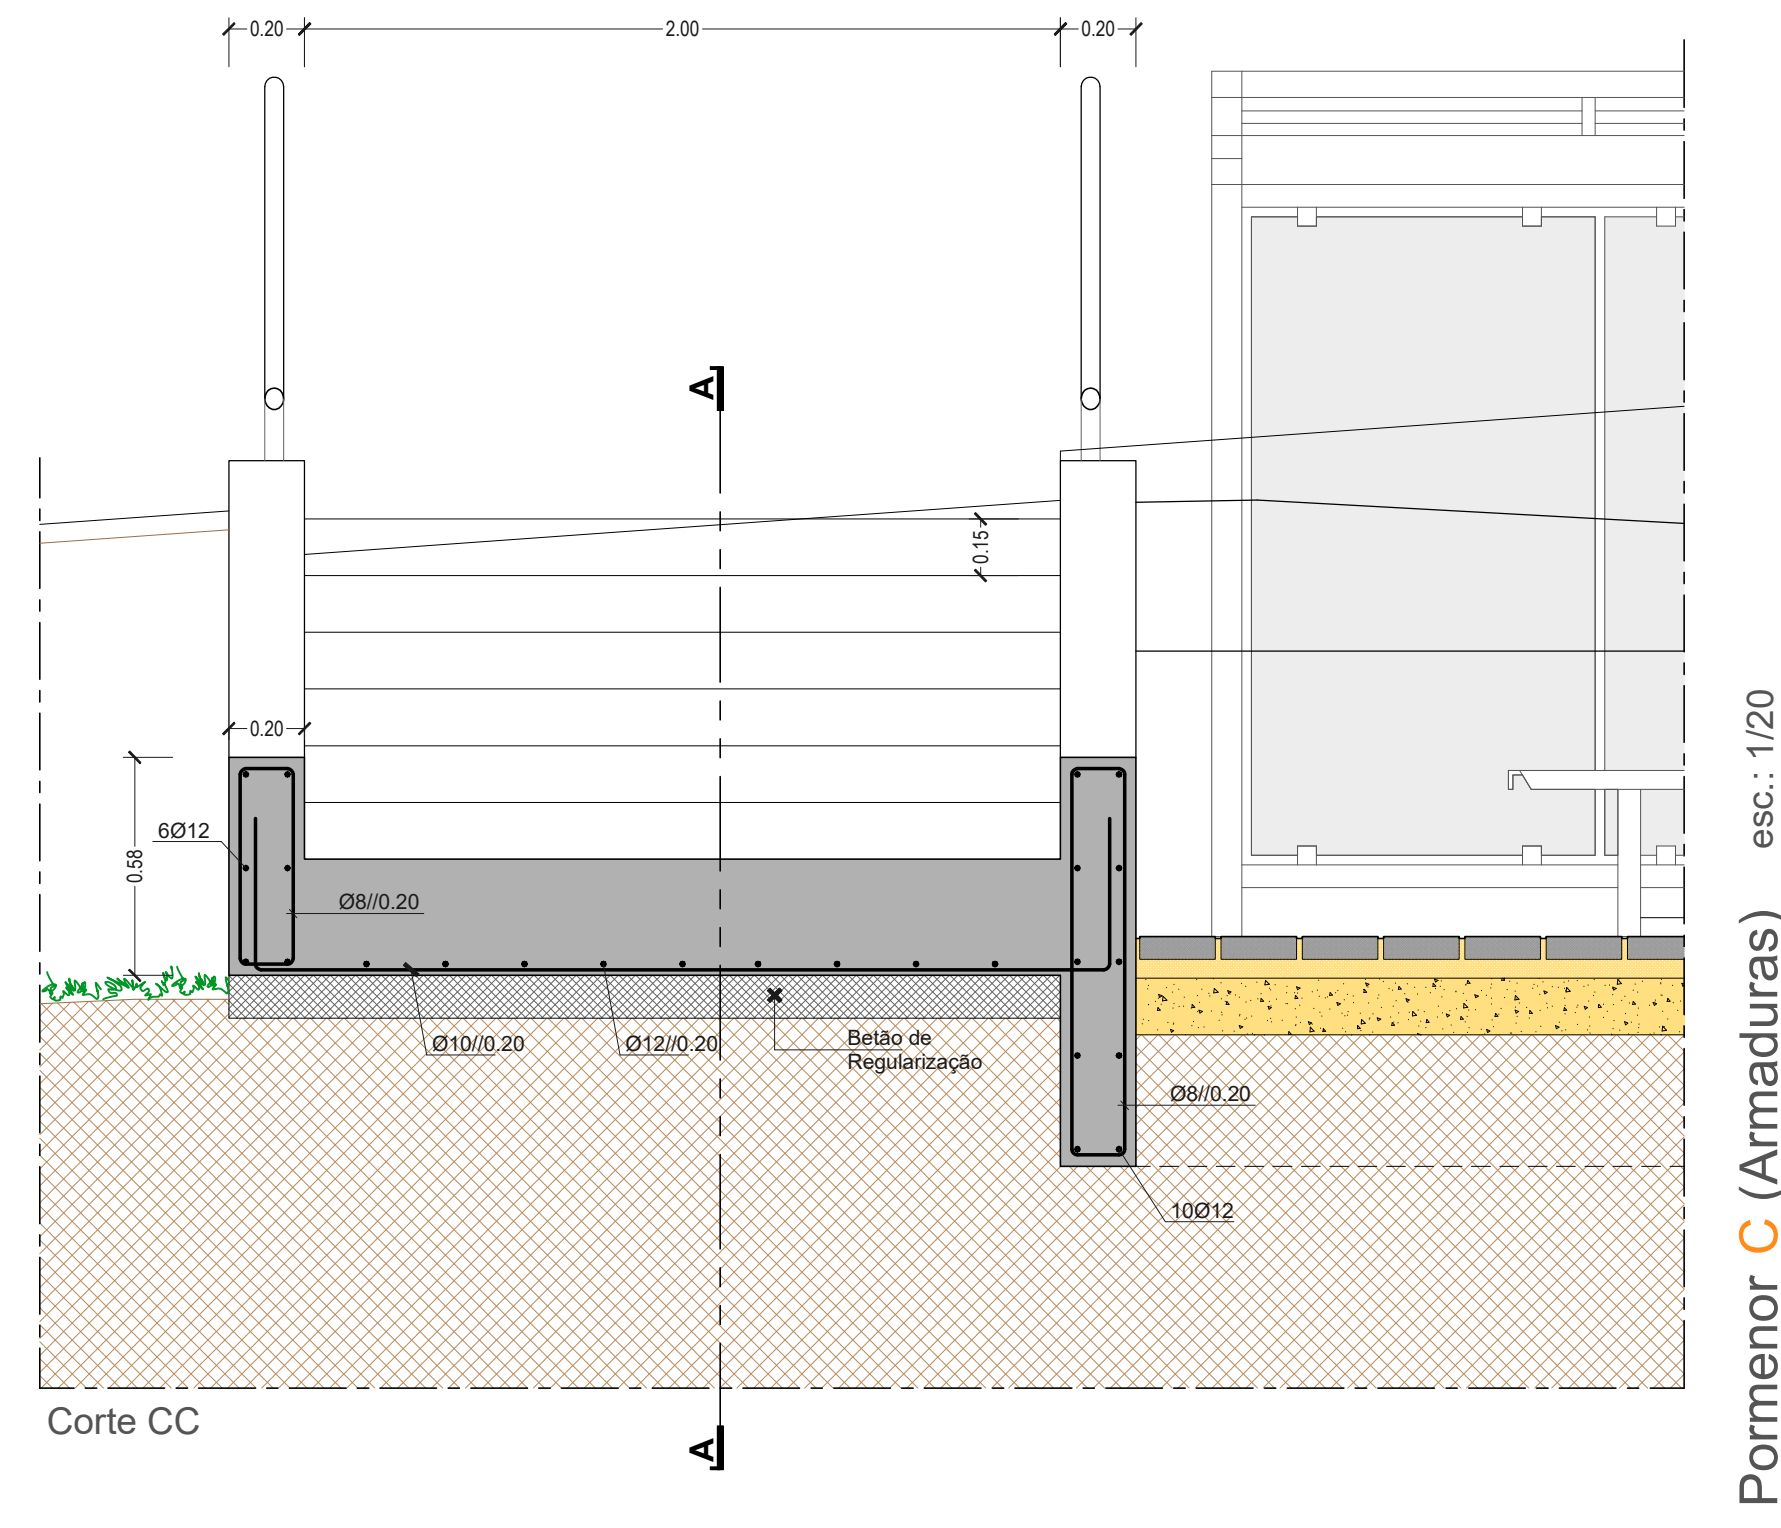 0.20
2.00
0.20
A
0.15
0.20
6Ø12
0.58
Ø8//0.20
Ø10//0.20
Ø12//0.20
Betão de
Regularização
Ø8//0.20
10Ø12
Corte CC
A
Pormenor C (Armaduras) esc.: 1/20